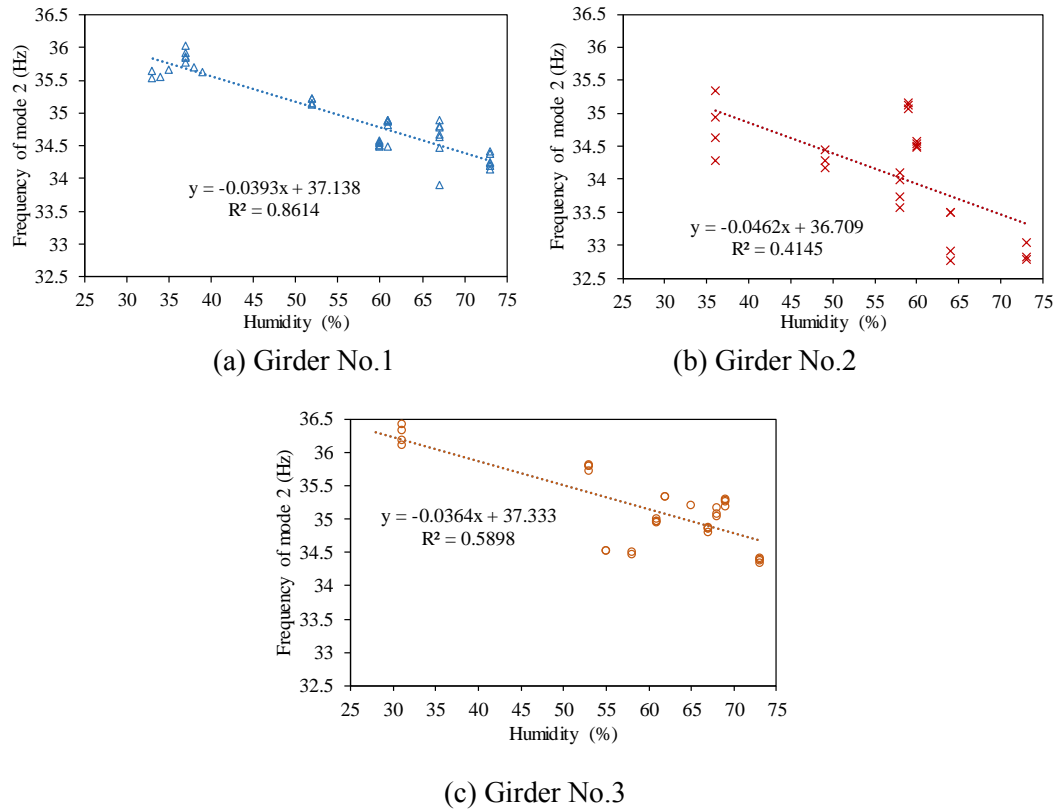 36.5
36
35.5
35
34.5
34
33.5
33
32.5
Frequency of mode 2 (Hz)
y = -0.0393x + 37.138
R² = 0.8614
25 30 35 40 45 50 55 60 65 70 75
Humidity (%)
(a) Girder No.1
36.5
36
35.5
35
34.5
34
33.5
33
32.5
Frequency of mode 2 (Hz)
y = -0.0462x + 36.709
R² = 0.4145
25 30 35 40 45 50 55 60 65 70 75
Humidity (%)
(b) Girder No.2
36.5
36
35.5
35
34.5
34
33.5
33
32.5
Frequency of mode 2 (Hz)
y = -0.0364x + 37.333
R² = 0.5898
25 30 35 40 45 50 55 60 65 70 75
Humidity (%)
(c) Girder No.3